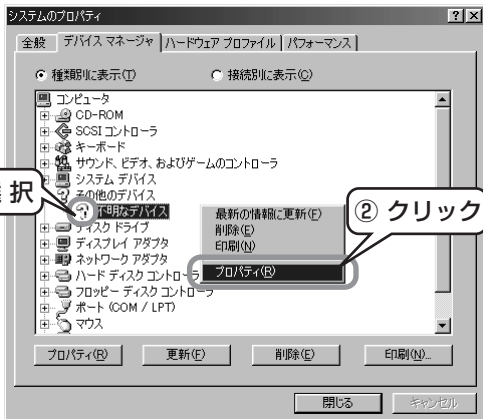 システムのプロパティ
全般 デバイス マネージャ ハードウェア プロファイル パフォーマンス
種類別に表示(T) 接続別に表示(C)
コンピュータ
CD-ROM
SCSI コントローラ
キーボード
サウンド、ビデオ、およびゲームのコントローラ
システム デバイス
その他のデバイス
不明なデバイス
ディスク ドライブ
ディスプレイ アダプタ
ネットワーク アダプタ
ハード ディスク コントローラ
フロッピー ディスク コントローラ
ポート (COM / LPT)
マウス
択
最新の情報に更新(F)
削除(E)
印刷(N)
プロパティ(R)
② クリック
プロパティ(R) 更新(F) 削除(E) 印刷(N)...
閉じる キャンセル